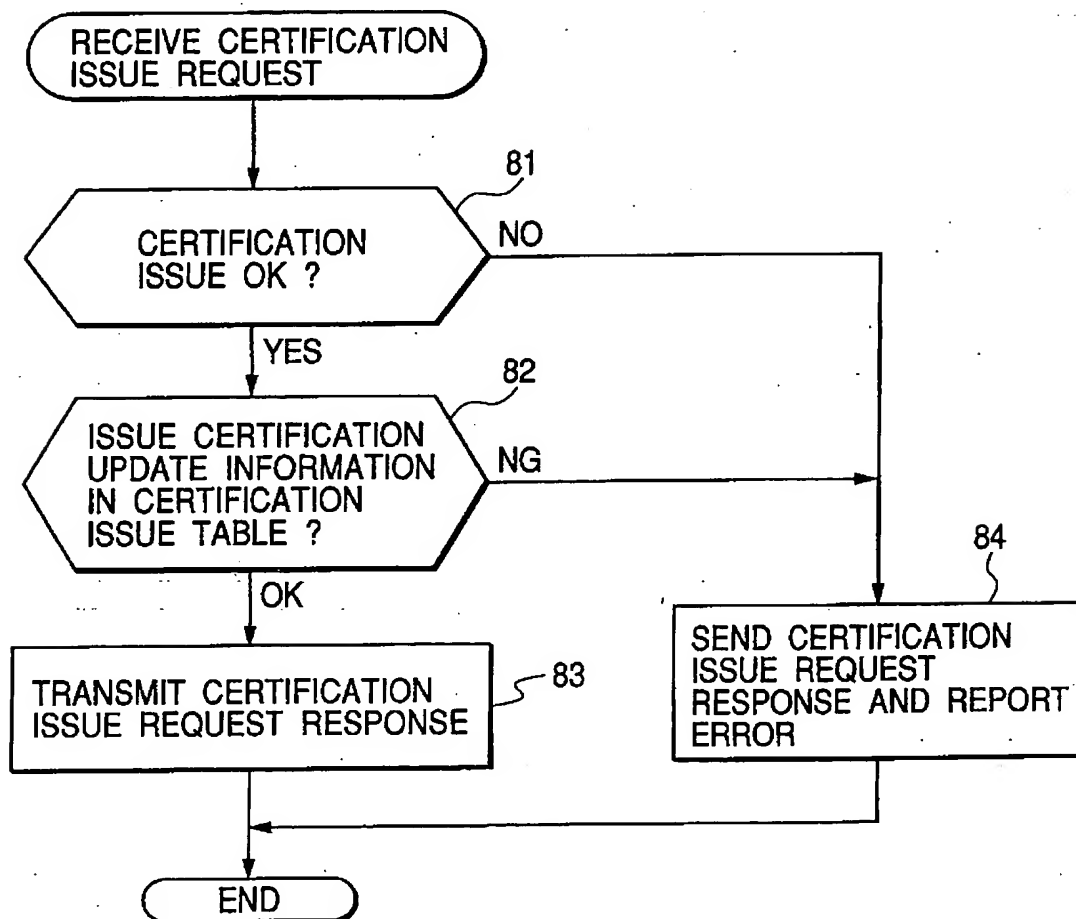 RECEIVE CERTIFICATION
ISSUE REQUEST
81
CERTIFICATION
ISSUE OK ?
NO
YES
82
ISSUE CERTIFICATION
UPDATE INFORMATION
IN CERTIFICATION
ISSUE TABLE ?
NG
OK
84
SEND CERTIFICATION
ISSUE REQUEST
RESPONSE AND REPORT
ERROR
TRANSMIT CERTIFICATION
ISSUE REQUEST RESPONSE
83
END